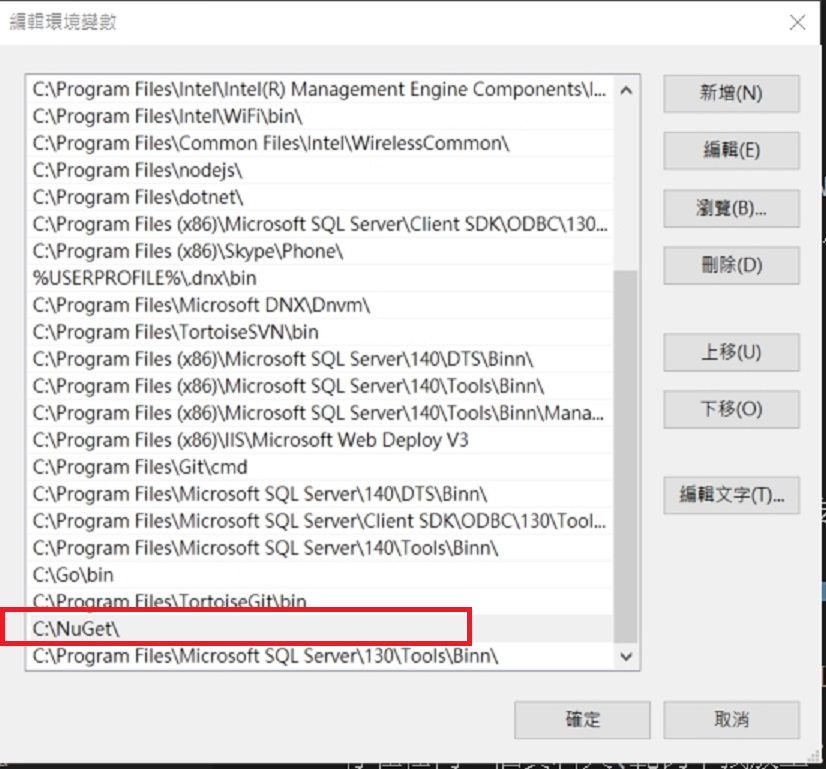 編輯環境變數
C:\Program Files\Intel\Intel(R) Management Engine Components\I...
C:\Program Files\Intel\WiFi\bin\
C:\Program Files\Common Files\Intel\WirelessCommon\
C:\Program Files\nodejs\
C:\Program Files\dotnet\
C:\Program Files (x86)\Microsoft SQL Server\Client SDK\ODBC\130...
C:\Program Files (x86)\Skype\Phone\
%USERPROFILE%\.dnx\bin
C:\Program Files\Microsoft DNX\Dnvm\
C:\Program Files\TortoiseSVN\bin
C:\Program Files (x86)\Microsoft SQL Server\140\DTS\Binn\
C:\Program Files (x86)\Microsoft SQL Server\140\Tools\Binn\
C:\Program Files (x86)\Microsoft SQL Server\140\Tools\Binn\Mana...
C:\Program Files (x86)\IIS\Microsoft Web Deploy V3
C:\Program Files\Git\cmd
C:\Program Files\Microsoft SQL Server\140\DTS\Binn\
C:\Program Files\Microsoft SQL Server\Client SDK\ODBC\130\Tool...
C:\Program Files\Microsoft SQL Server\140\Tools\Binn\
C:\Go\bin
C:\Program Files\TortoiseGit\bin
C:\NuGet\
C:\Program Files\Microsoft SQL Server\130\Tools\Binn\
新增(N)
編輯(E)
瀏覽(B)...
刪除(D)
上移(U)
下移(O)
編輯文字(T)...
確定
取消